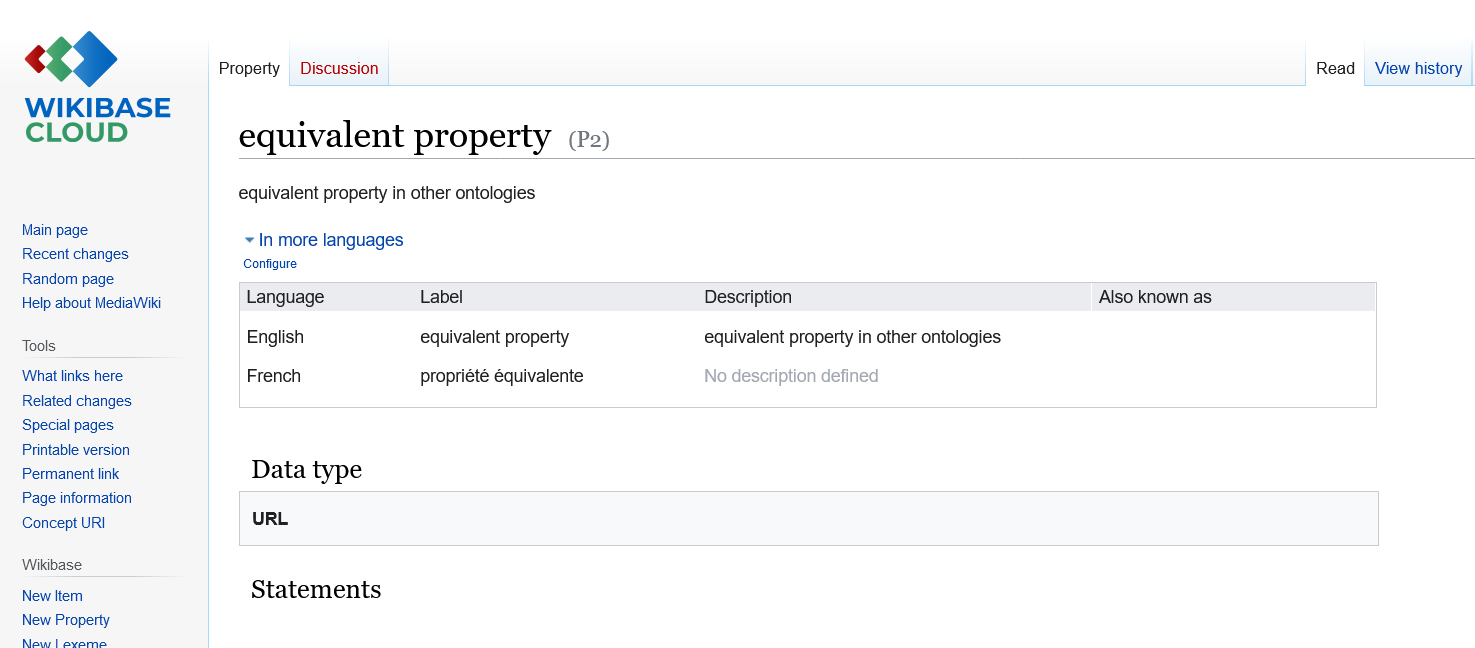 WIKIBASE
CLOUD
Main page
Recent changes
Random page
Help about MediaWiki
Tools
What links here
Related changes
Special pages
Printable version
Permanent link
Page information
Concept URI
Wikibase
New Item
New Property
New Lexeme
Property Discussion Read View history
equivalent property (P2)
equivalent property in other ontologies
In more languages
Configure
Language Label Description Also known as
English equivalent property equivalent property in other ontologies
French propriété équivalente No description defined
Data type
URL
Statements